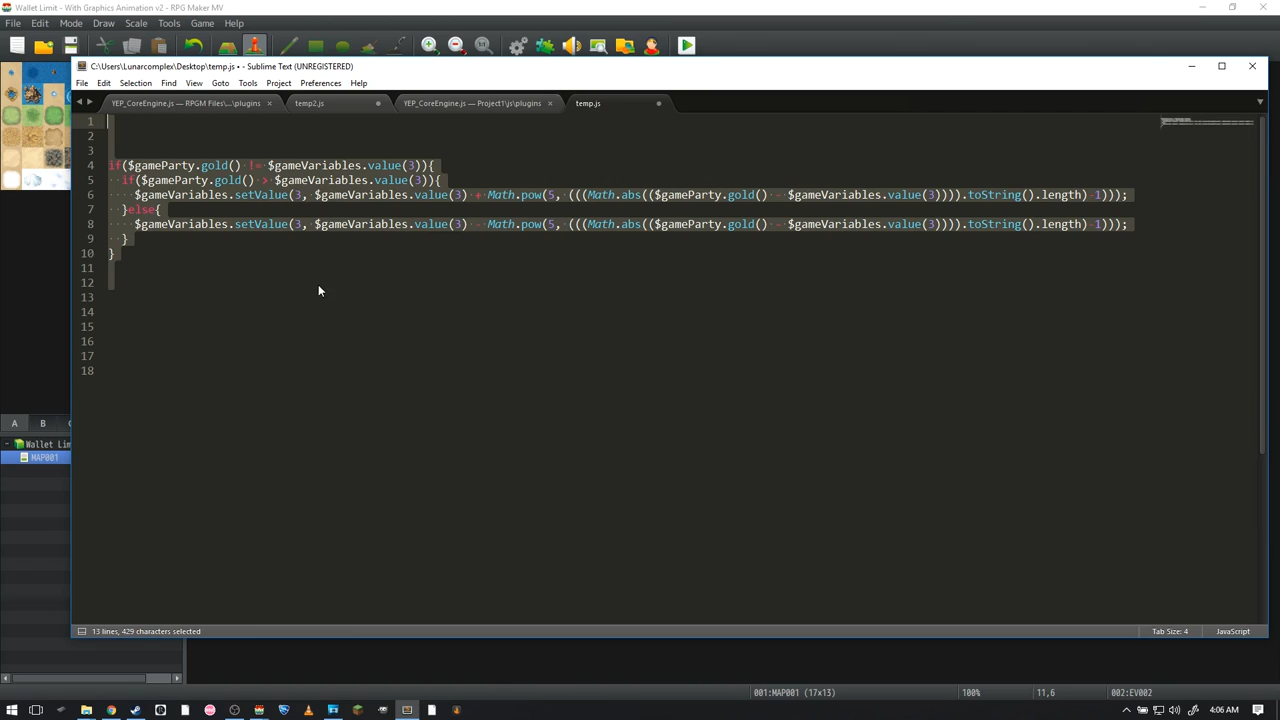 Wallet Limit - With Graphics Animation v2 - RPG Maker MV
File Edit Mode Draw Scale Tools Game Help
C:\Users\Lunarcomplex\Desktop\temp.js • - Sublime Text (UNREGISTERED)
File Edit Selection Find View Goto Tools Project Preferences Help
YEP_CoreEngine.js — RPGM Files\...\plugins temp2.js YEP_CoreEngine.js — Project1\js\plugins temp.js
1
2
3
4 if($gameParty.gold() != $gameVariables.value(3)){
5 if($gameParty.gold() > $gameVariables.value(3)){
6 $gameVariables.setValue(3, $gameVariables.value(3) + Math.pow(5, (((Math.abs(($gameParty.gold() - $gameVariables.value(3)))).toString().length)-1)));
7 }else{
8 $gameVariables.setValue(3, $gameVariables.value(3) - Math.pow(5, (((Math.abs(($gameParty.gold() - $gameVariables.value(3)))).toString().length)-1)));
9 }
10 }
11
12
13
14
15
16
17
18
A B
Wallet Lim
MAP001
13 lines, 429 characters selected Tab Size: 4 JavaScript
001:MAP001 (17x13) 100% 11,6 002:EV002
4:06 AM